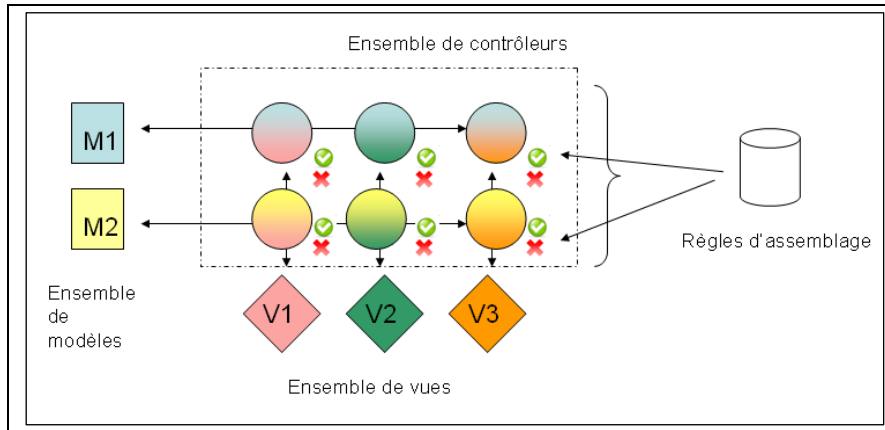 Ensemble de contrôleurs
M1
M2
Règles d'assemblage
Ensemble
de
modèles
V1
V2
V3
Ensemble de vues